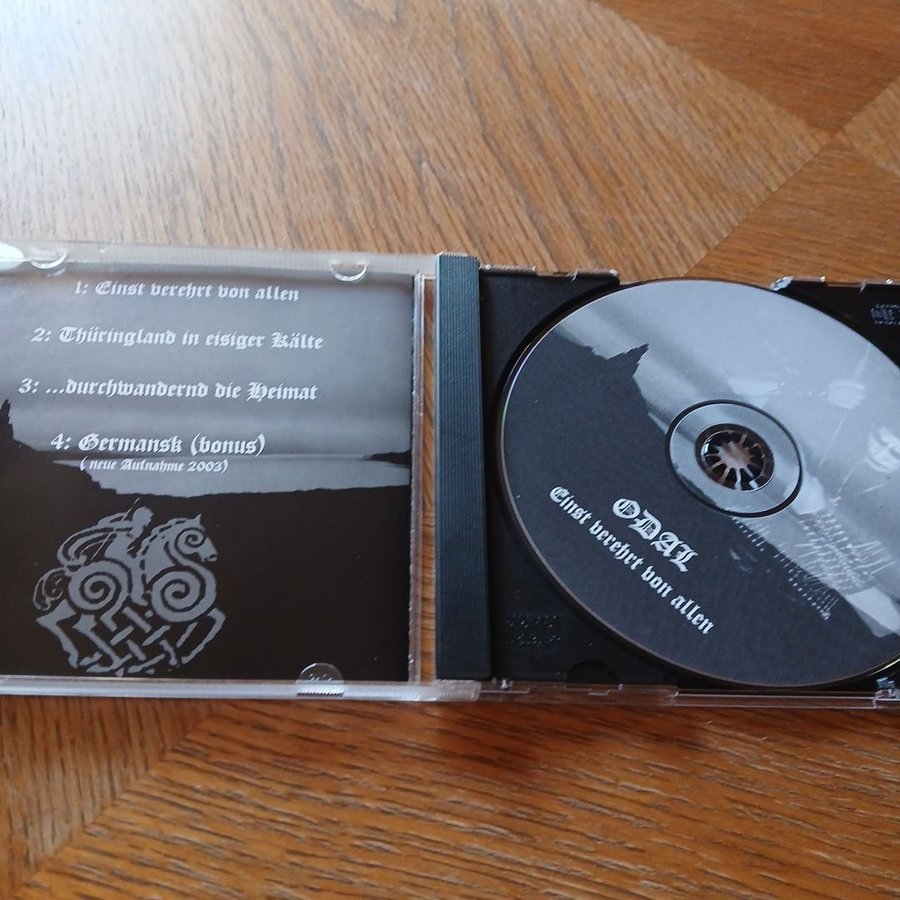 1: Einst verehrt von allen
2: Thüringland in eisiger Kälte
3: ...durchwandernd die Heimat
4: Germansk (bonus)
(neue Aufnahme 2003)
ODAL
Einst verehrt von allen